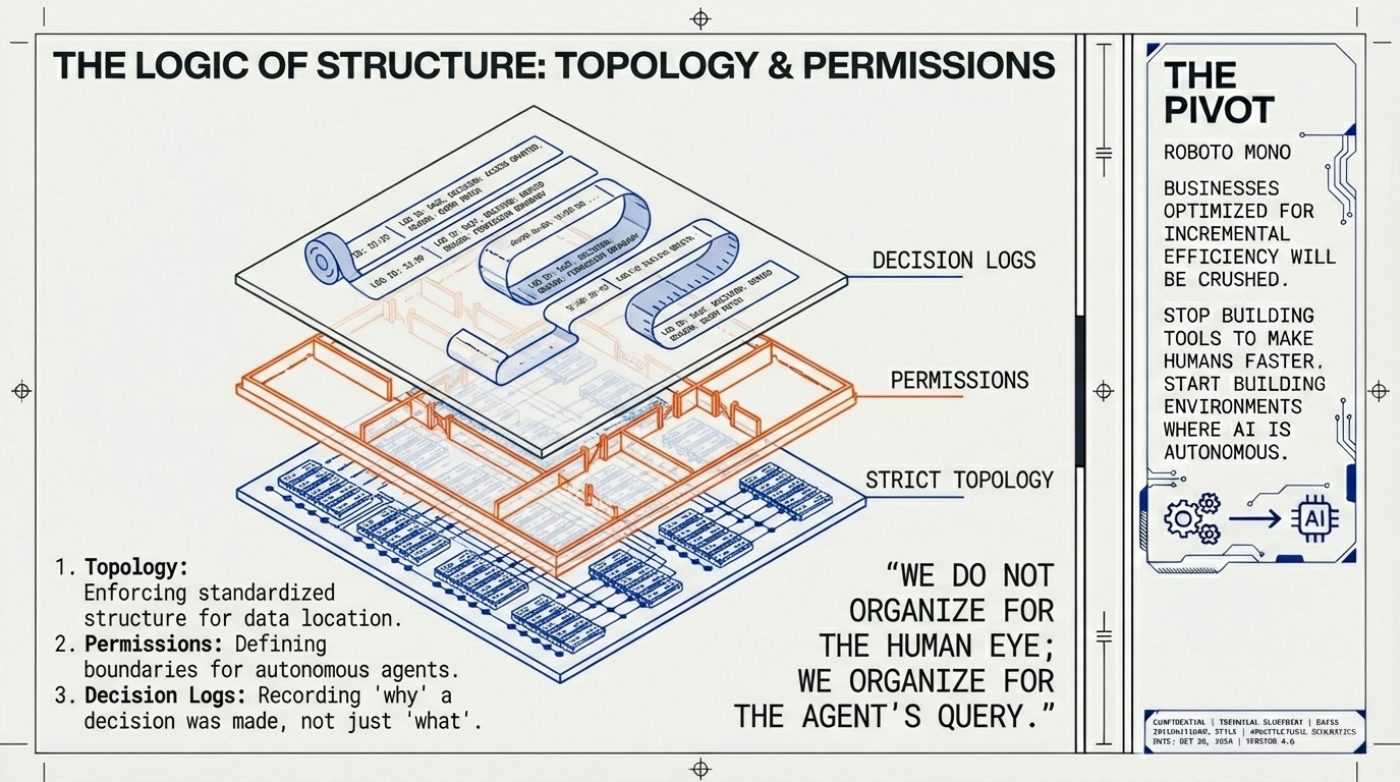 THE LOGIC OF STRUCTURE: TOPOLOGY & PERMISSIONS
DECISION LOGS
PERMISSIONS
STRICT TOPOLOGY
1. Topology:
Enforcing standardized
structure for data location.
2. Permissions: Defining
boundaries for autonomous agents.
3. Decision Logs: Recording 'why' a
decision was made, not just 'what'.
“WE DO NOT
ORGANIZE FOR
THE HUMAN EYE;
WE ORGANIZE FOR
THE AGENT'S QUERY.”
THE
PIVOT
ROBOTO MONO
BUSINESSES
OPTIMIZED FOR
INCREMENTAL
EFFICIENCY WILL
BE CRUSHED.
STOP BUILDING
TOOLS TO MAKE
HUMANS FASTER.
START BUILDING
ENVIRONMENTS
WHERE AI IS
AUTONOMOUS.
AI